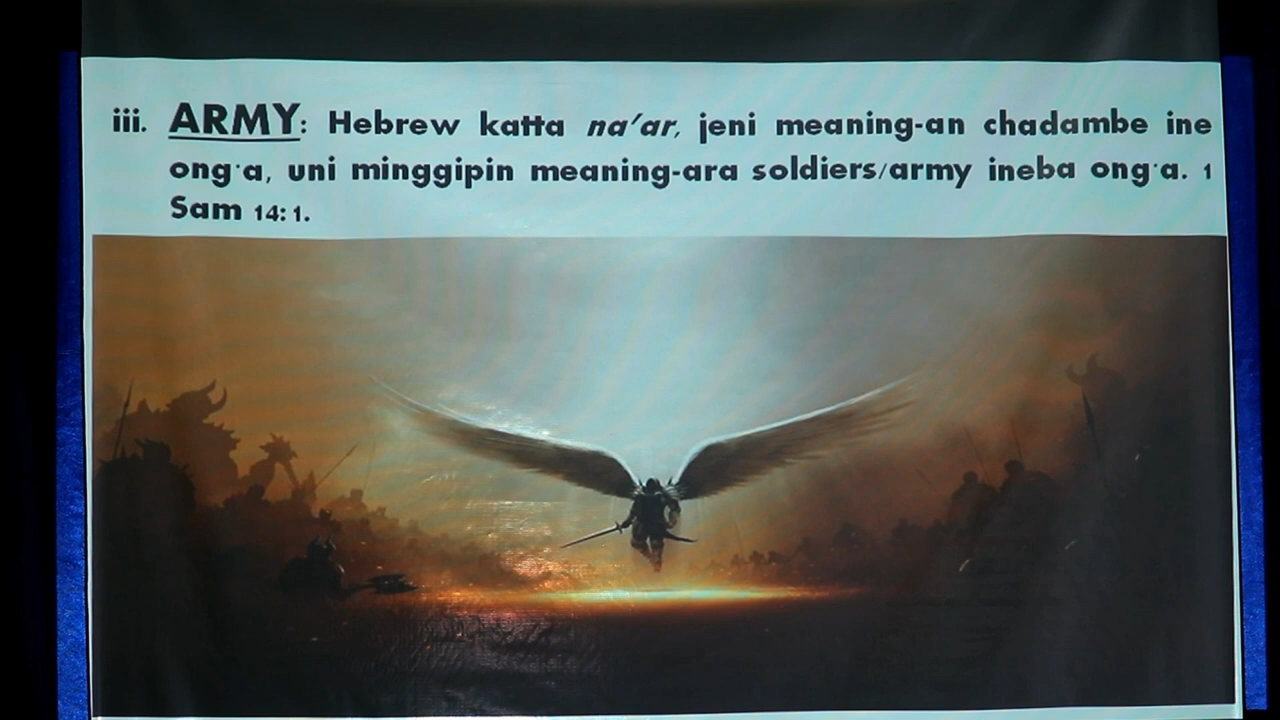 iii. ARMY: Hebrew katta na'ar, jeni meaning-an chadambe ine
ong·a, uni minggipin meaning-ara soldiers/army ineba ong·a. 1
Sam 14:1.